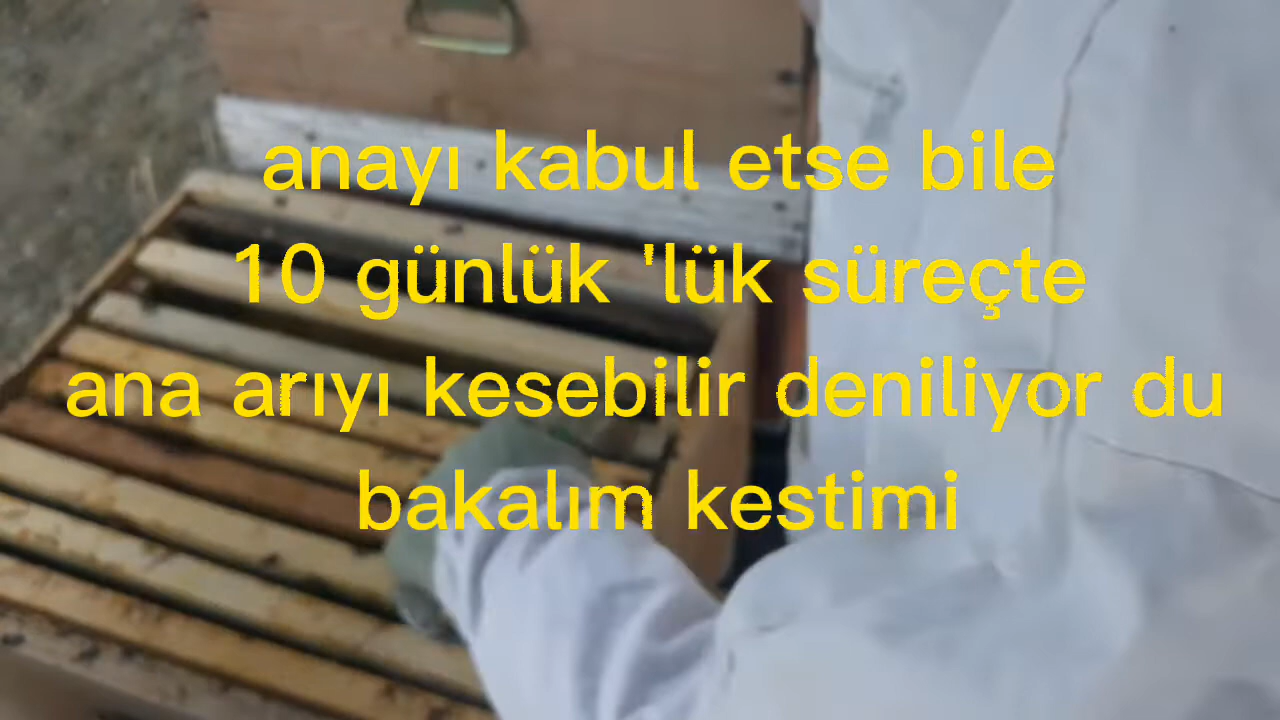 anayı kabul etse bile
10 günlük 'lük süreçte
ana arıyı kesebilir deniliyor du
bakalım kestimi